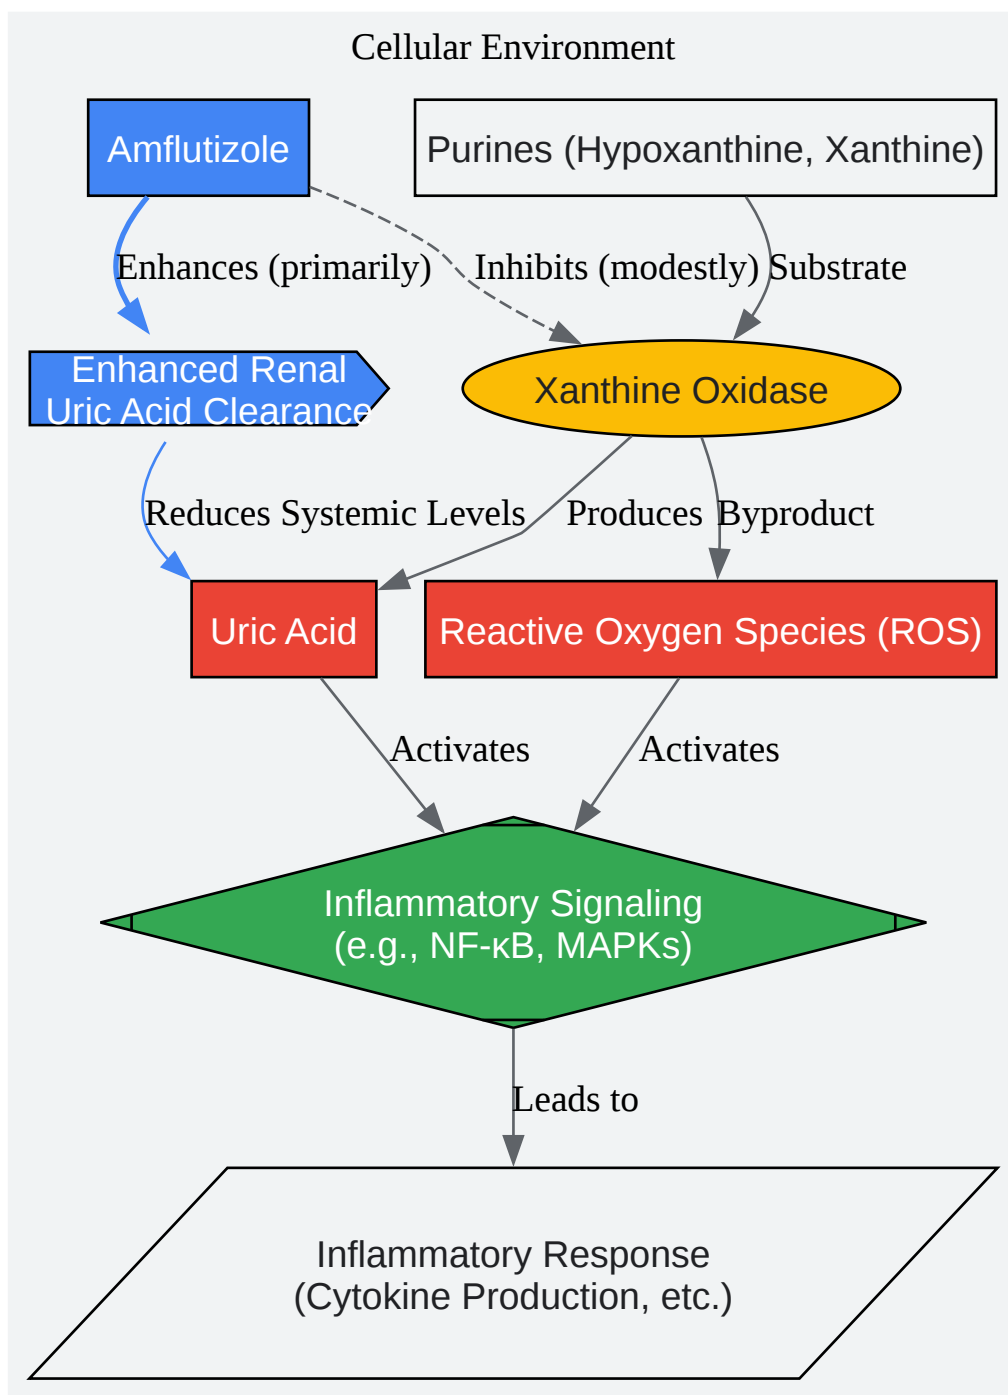 Cellular Environment
Amflutizole
Purines (Hypoxanthine, Xanthine)
Enhances (primarily)
Inhibits (modestly)
Substrate
Enhanced Renal
Uric Acid Clearance
Xanthine Oxidase
Reduces Systemic Levels
Produces
Byproduct
Uric Acid
Reactive Oxygen Species (ROS)
Activates
Activates
Inflammatory Signaling
(e.g., NF-κB, MAPKs)
Leads to
Inflammatory Response
(Cytokine Production, etc.)